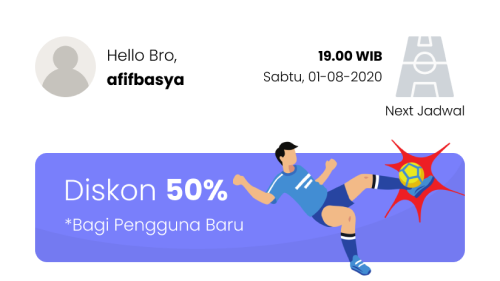 Hello Bro,
afifbasya
19.00 WIB
Sabtu, 01-08-2020
Next Jadwal
Diskon 50%
*Bagi Pengguna Baru